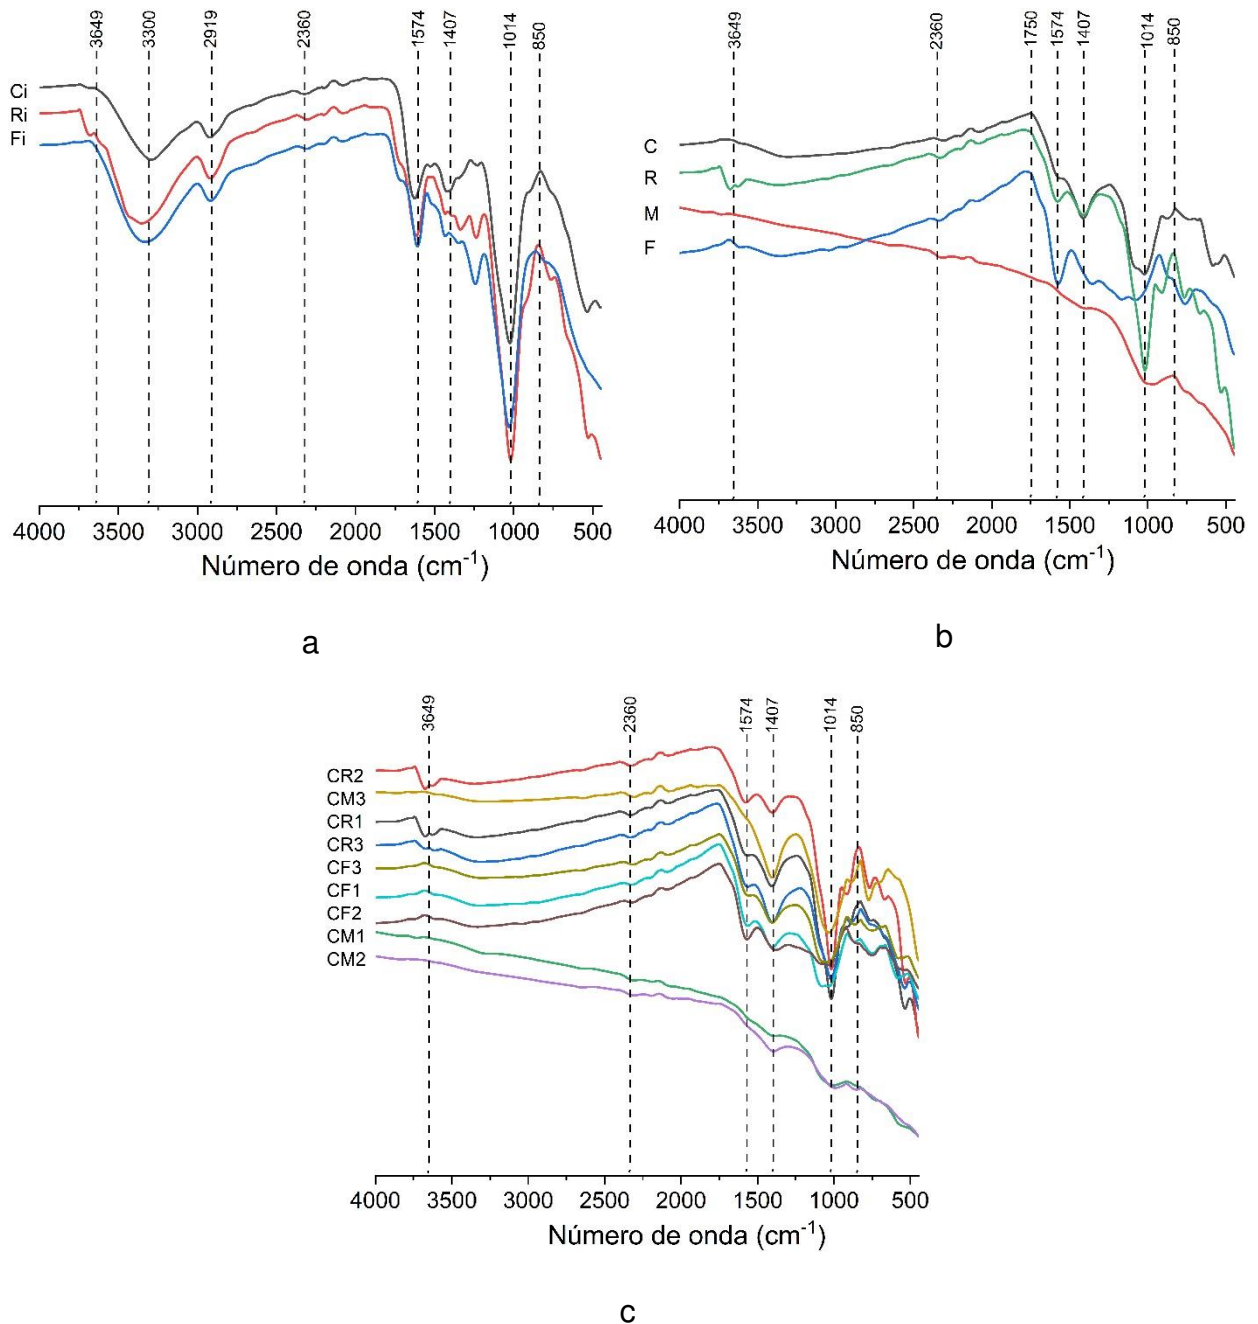 3649
3300
2919
2360
1574
1407
1014
850
Ci
Ri
Fi
4000 3500 3000 2500 2000 1500 1000 500
Número de onda (cm-1)
a
3649
2360
1750
1574
1407
1014
850
C
R
M
F
4000 3500 3000 2500 2000 1500 1000 500
Número de onda (cm-1)
b
3649
2360
1574
1407
1014
850
CR2
CM3
CR1
CR3
CF3
CF1
CF2
CM1
CM2
4000 3500 3000 2500 2000 1500 1000 500
Número de onda (cm-1)
c